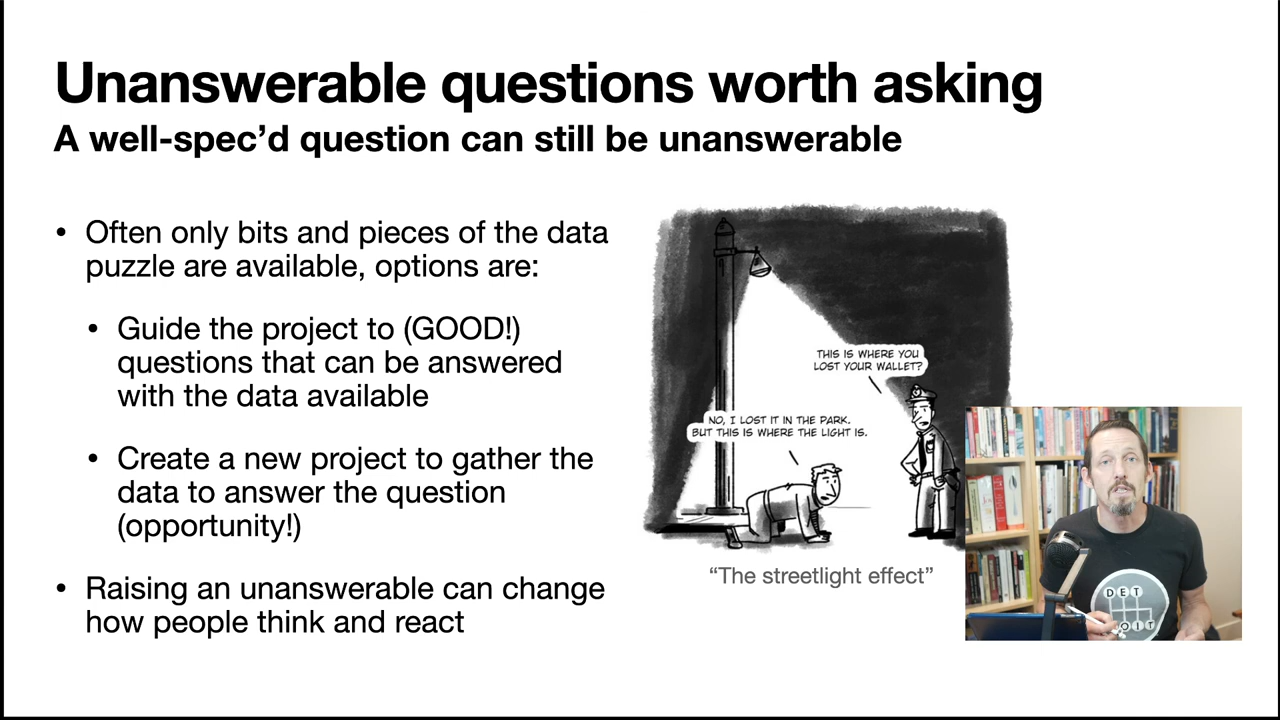 Unanswerable questions worth asking
A well-spec’d question can still be unanswerable
• Often only bits and pieces of the data
puzzle are available, options are:
• Guide the project to (GOOD!)
questions that can be answered
with the data available
• Create a new project to gather the
data to answer the question
(opportunity!)
• Raising an unanswerable can change
how people think and react
THIS IS WHERE YOU
LOST YOUR WALLET?
NO, I LOST IT IN THE PARK.
BUT THIS IS WHERE THE LIGHT IS.
“The streetlight effect”
DET
OIT